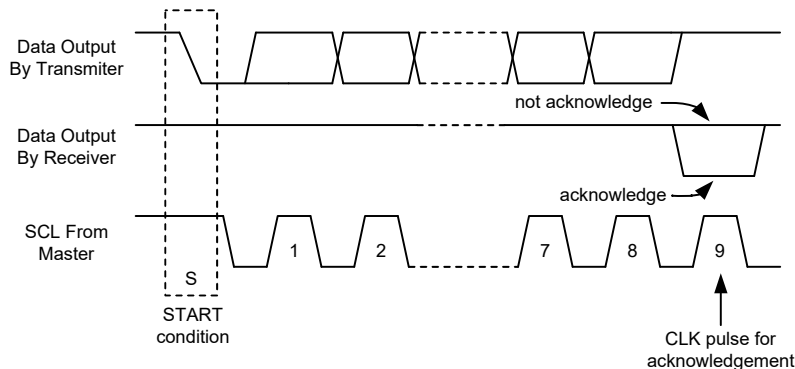 Data Output
By Transmiter
not acknowledge
Data Output
By Receiver
acknowledge
SCL From
Master
1
2
7
8
9
S
START
condition
CLK pulse for
acknowledgement